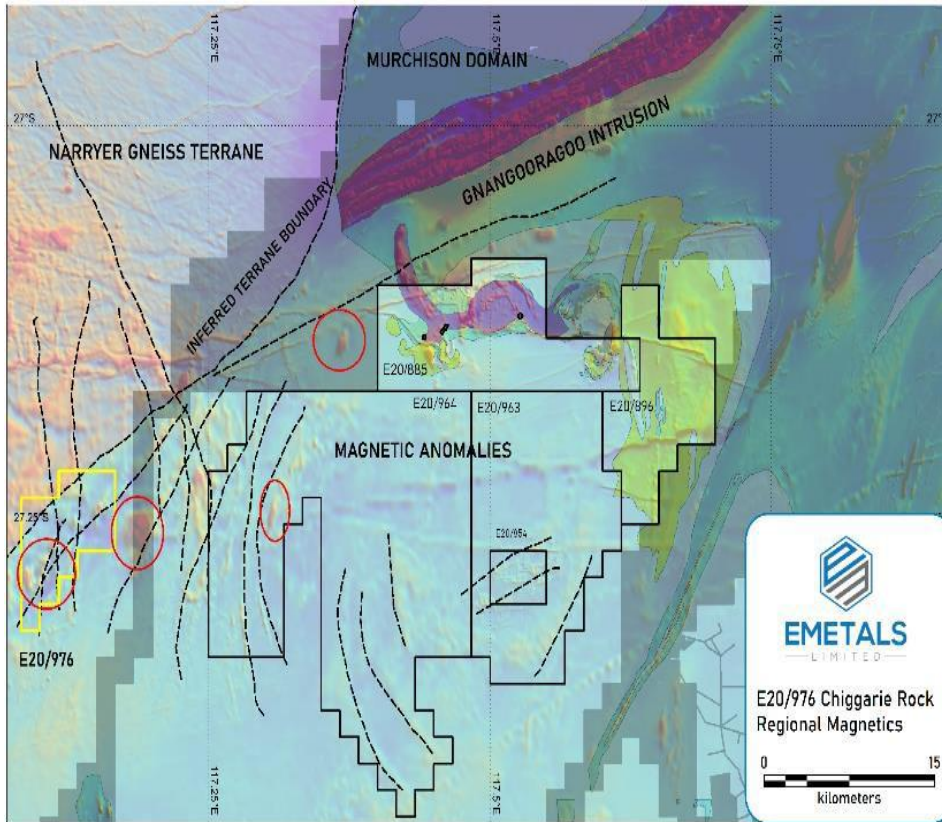 117.25°E
117.5°E
117.75°E
MURCHISON DOMAIN
27°S
27°
NARRYER GNEISS TERRANE
GNANGOORAGOO INTRUSION
INFERRED TERRANE BOUNDARY
E20/885
E20/964
E20/963
E20/896
MAGNETIC ANOMALIES
27.25°S
E20/954
E20/976
EMETALS
LIMITED
E20/976 Chiggarie Rock
Regional Magnetics
0 15
kilometers
117.25°E
117.5°E